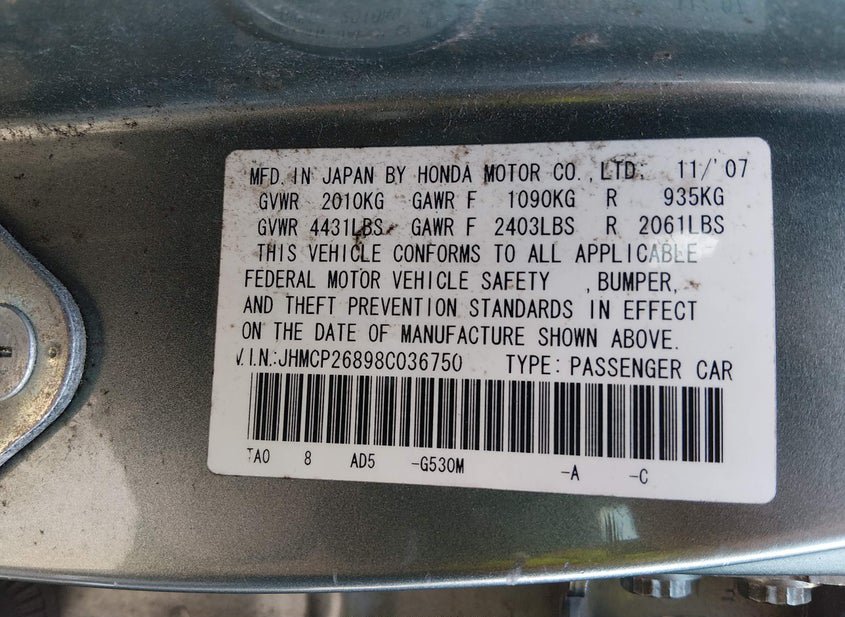 MFD. IN JAPAN BY HONDA MOTOR CO., LTD. 11/'07
GVWR 2010KG GAWR F 1090KG R 935KG
GVWR 4431LBS GAWR F 2403LBS R 2061LBS
THIS VEHICLE CONFORMS TO ALL APPLICABLE
FEDERAL MOTOR VEHICLE SAFETY , BUMPER,
AND THEFT PREVENTION STANDARDS IN EFFECT
ON THE DATE OF MANUFACTURE SHOWN ABOVE.
V.I.N.:JHMCP26898C036750 TYPE: PASSENGER CAR
TA0 8 AD5 -G530M -A -C